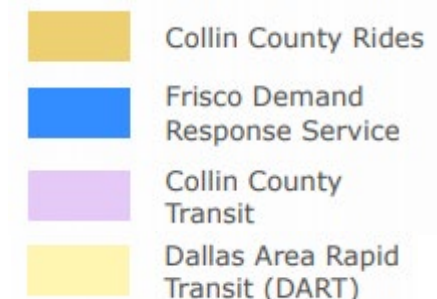 Collin County Rides
Frisco Demand
Response Service
Collin County
Transit
Dallas Area Rapid
Transit (DART)